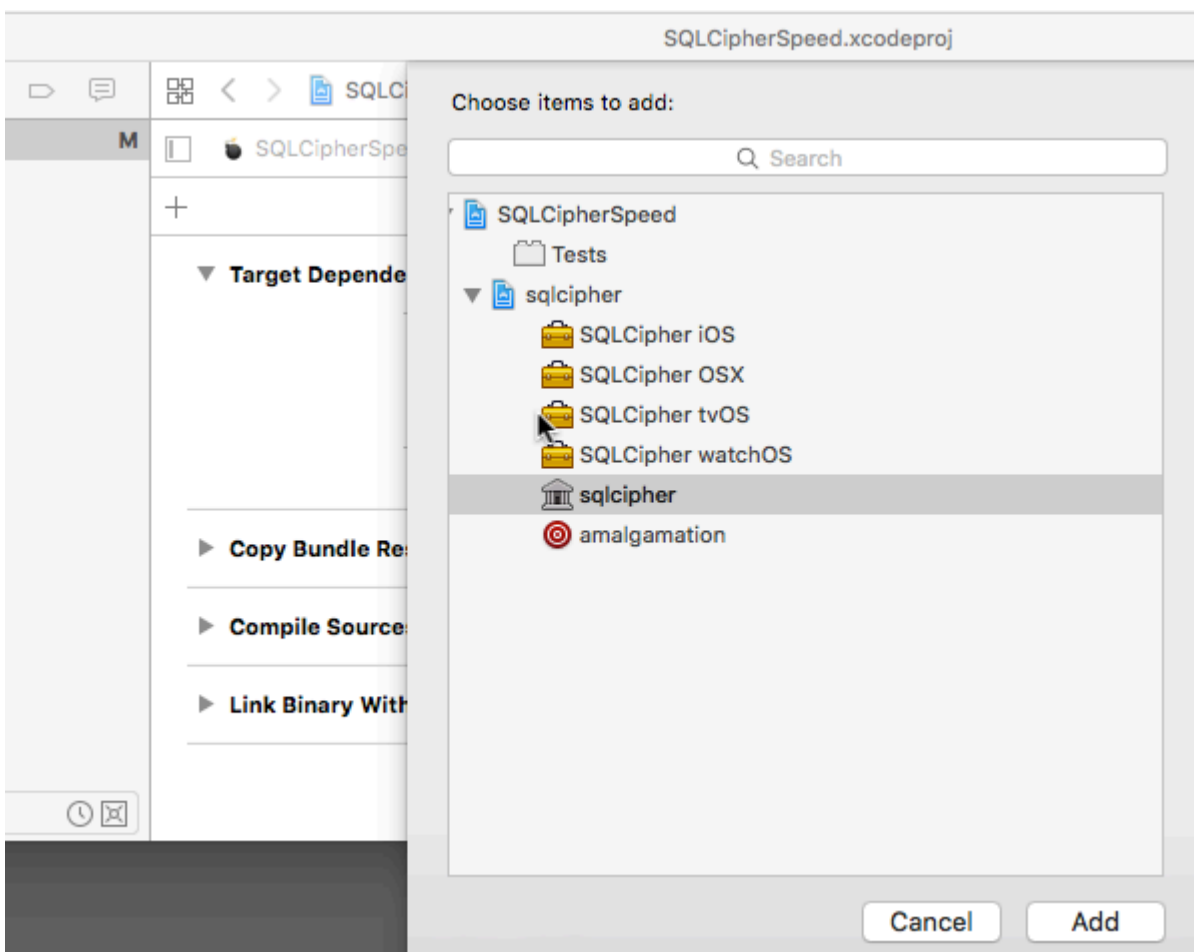 SQLCipherSpeed.xcodeproj
SQLCi
Choose items to add:
M
SQLCipherSpe
Search
SQLCipherSpeed
Tests
Target Depende
sqlcipher
SQLCipher iOS
SQLCipher OSX
SQLCipher tvOS
SQLCipher watchOS
sqlcipher
amalgamation
Copy Bundle Re
Compile Source
Link Binary With
Cancel
Add